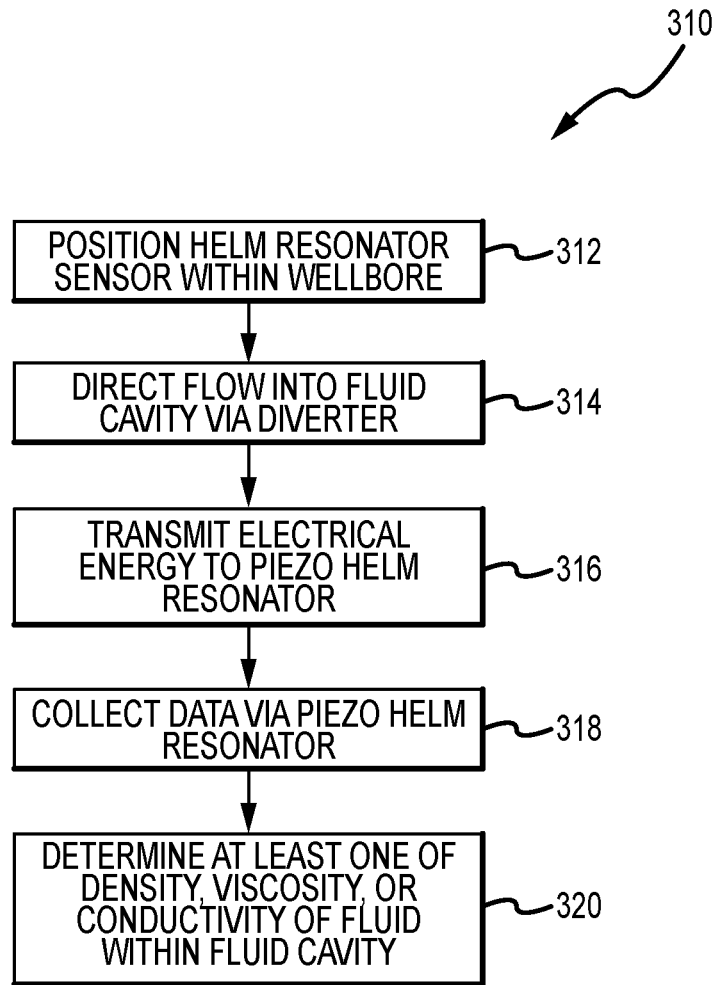 310
POSITION HELM RESONATOR
SENSOR WITHIN WELLBORE
312
DIRECT FLOW INTO FLUID
CAVITY VIA DIVERTER
314
TRANSMIT ELECTRICAL
ENERGY TO PIEZO HELM
RESONATOR
316
COLLECT DATA VIA PIEZO HELM
RESONATOR
318
DETERMINE AT LEAST ONE OF
DENSITY, VISCOSITY, OR
CONDUCTIVITY OF FLUID
WITHIN FLUID CAVITY
320